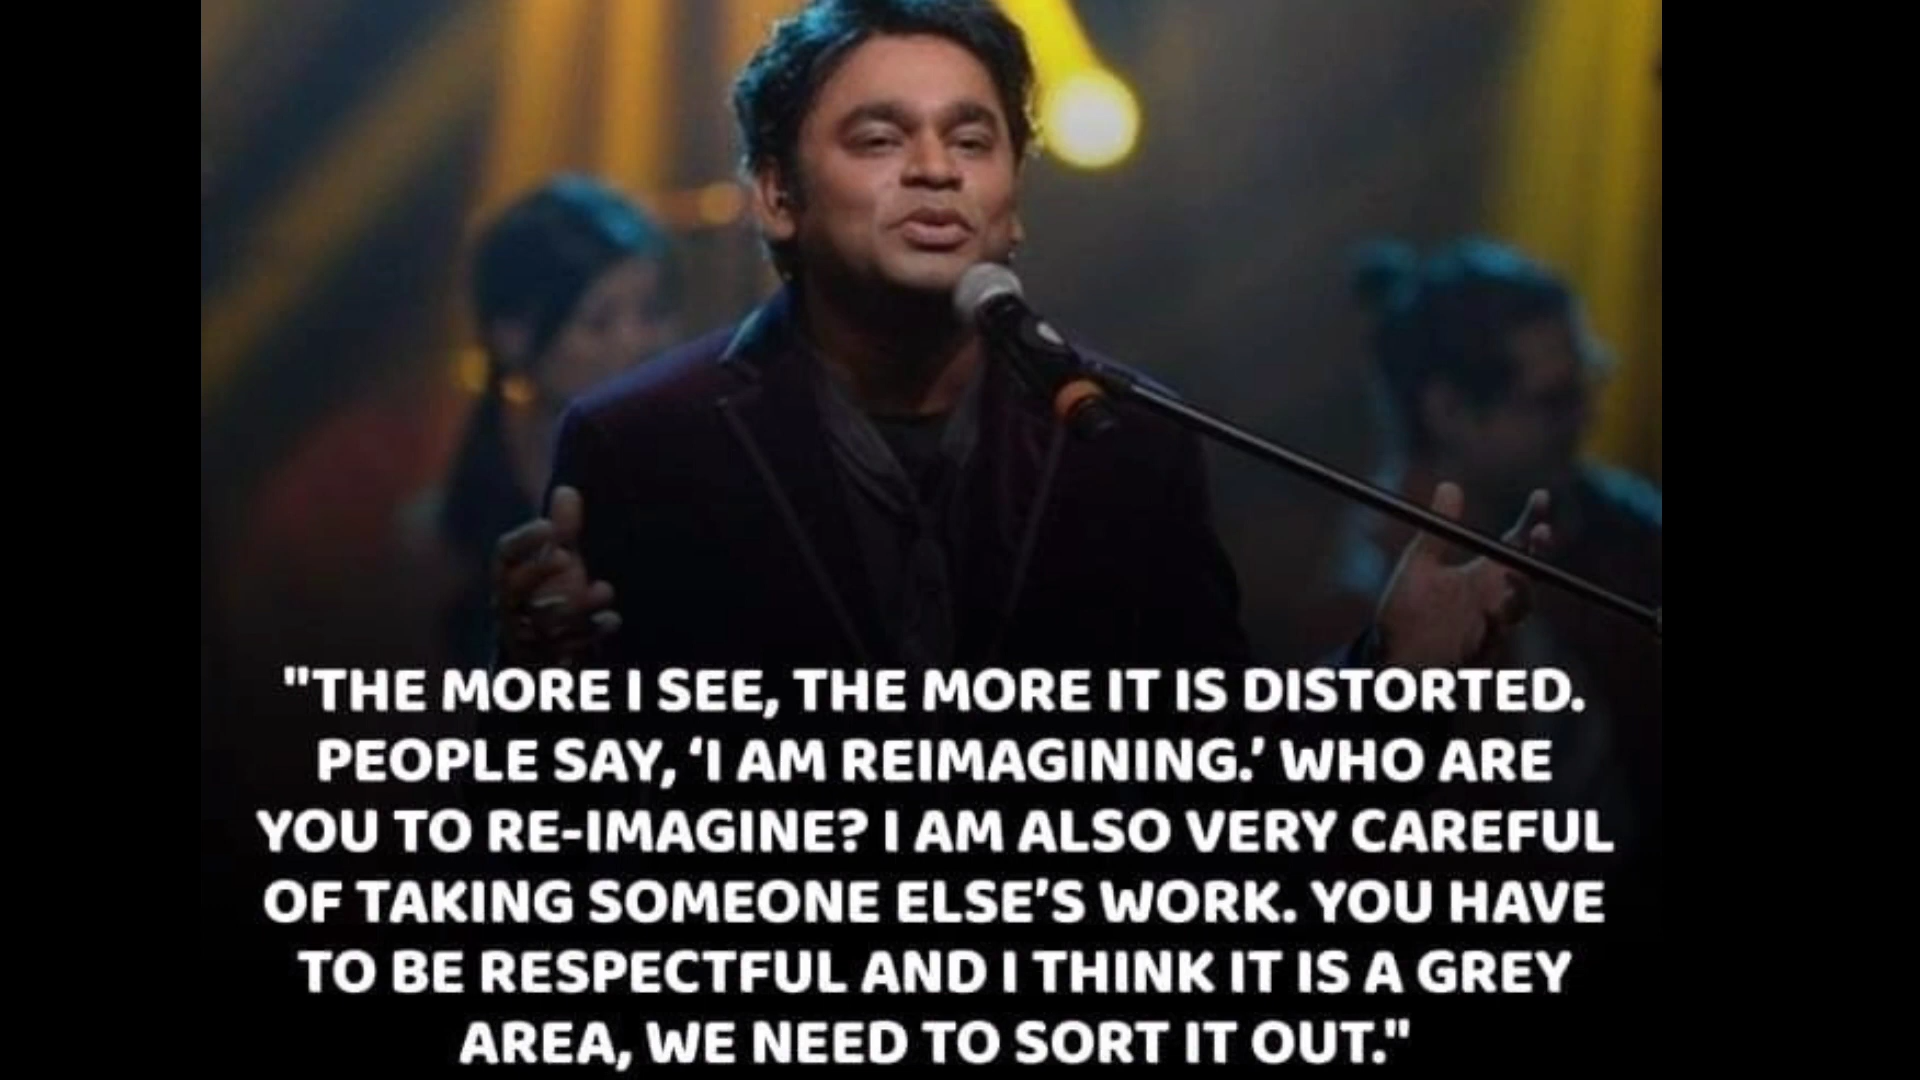 "THE MORE I SEE, THE MORE IT IS DISTORTED.
PEOPLE SAY, ‘I AM REIMAGINING.’ WHO ARE
YOU TO RE-IMAGINE? I AM ALSO VERY CAREFUL
OF TAKING SOMEONE ELSE’S WORK. YOU HAVE
TO BE RESPECTFUL AND I THINK IT IS A GREY
AREA, WE NEED TO SORT IT OUT."